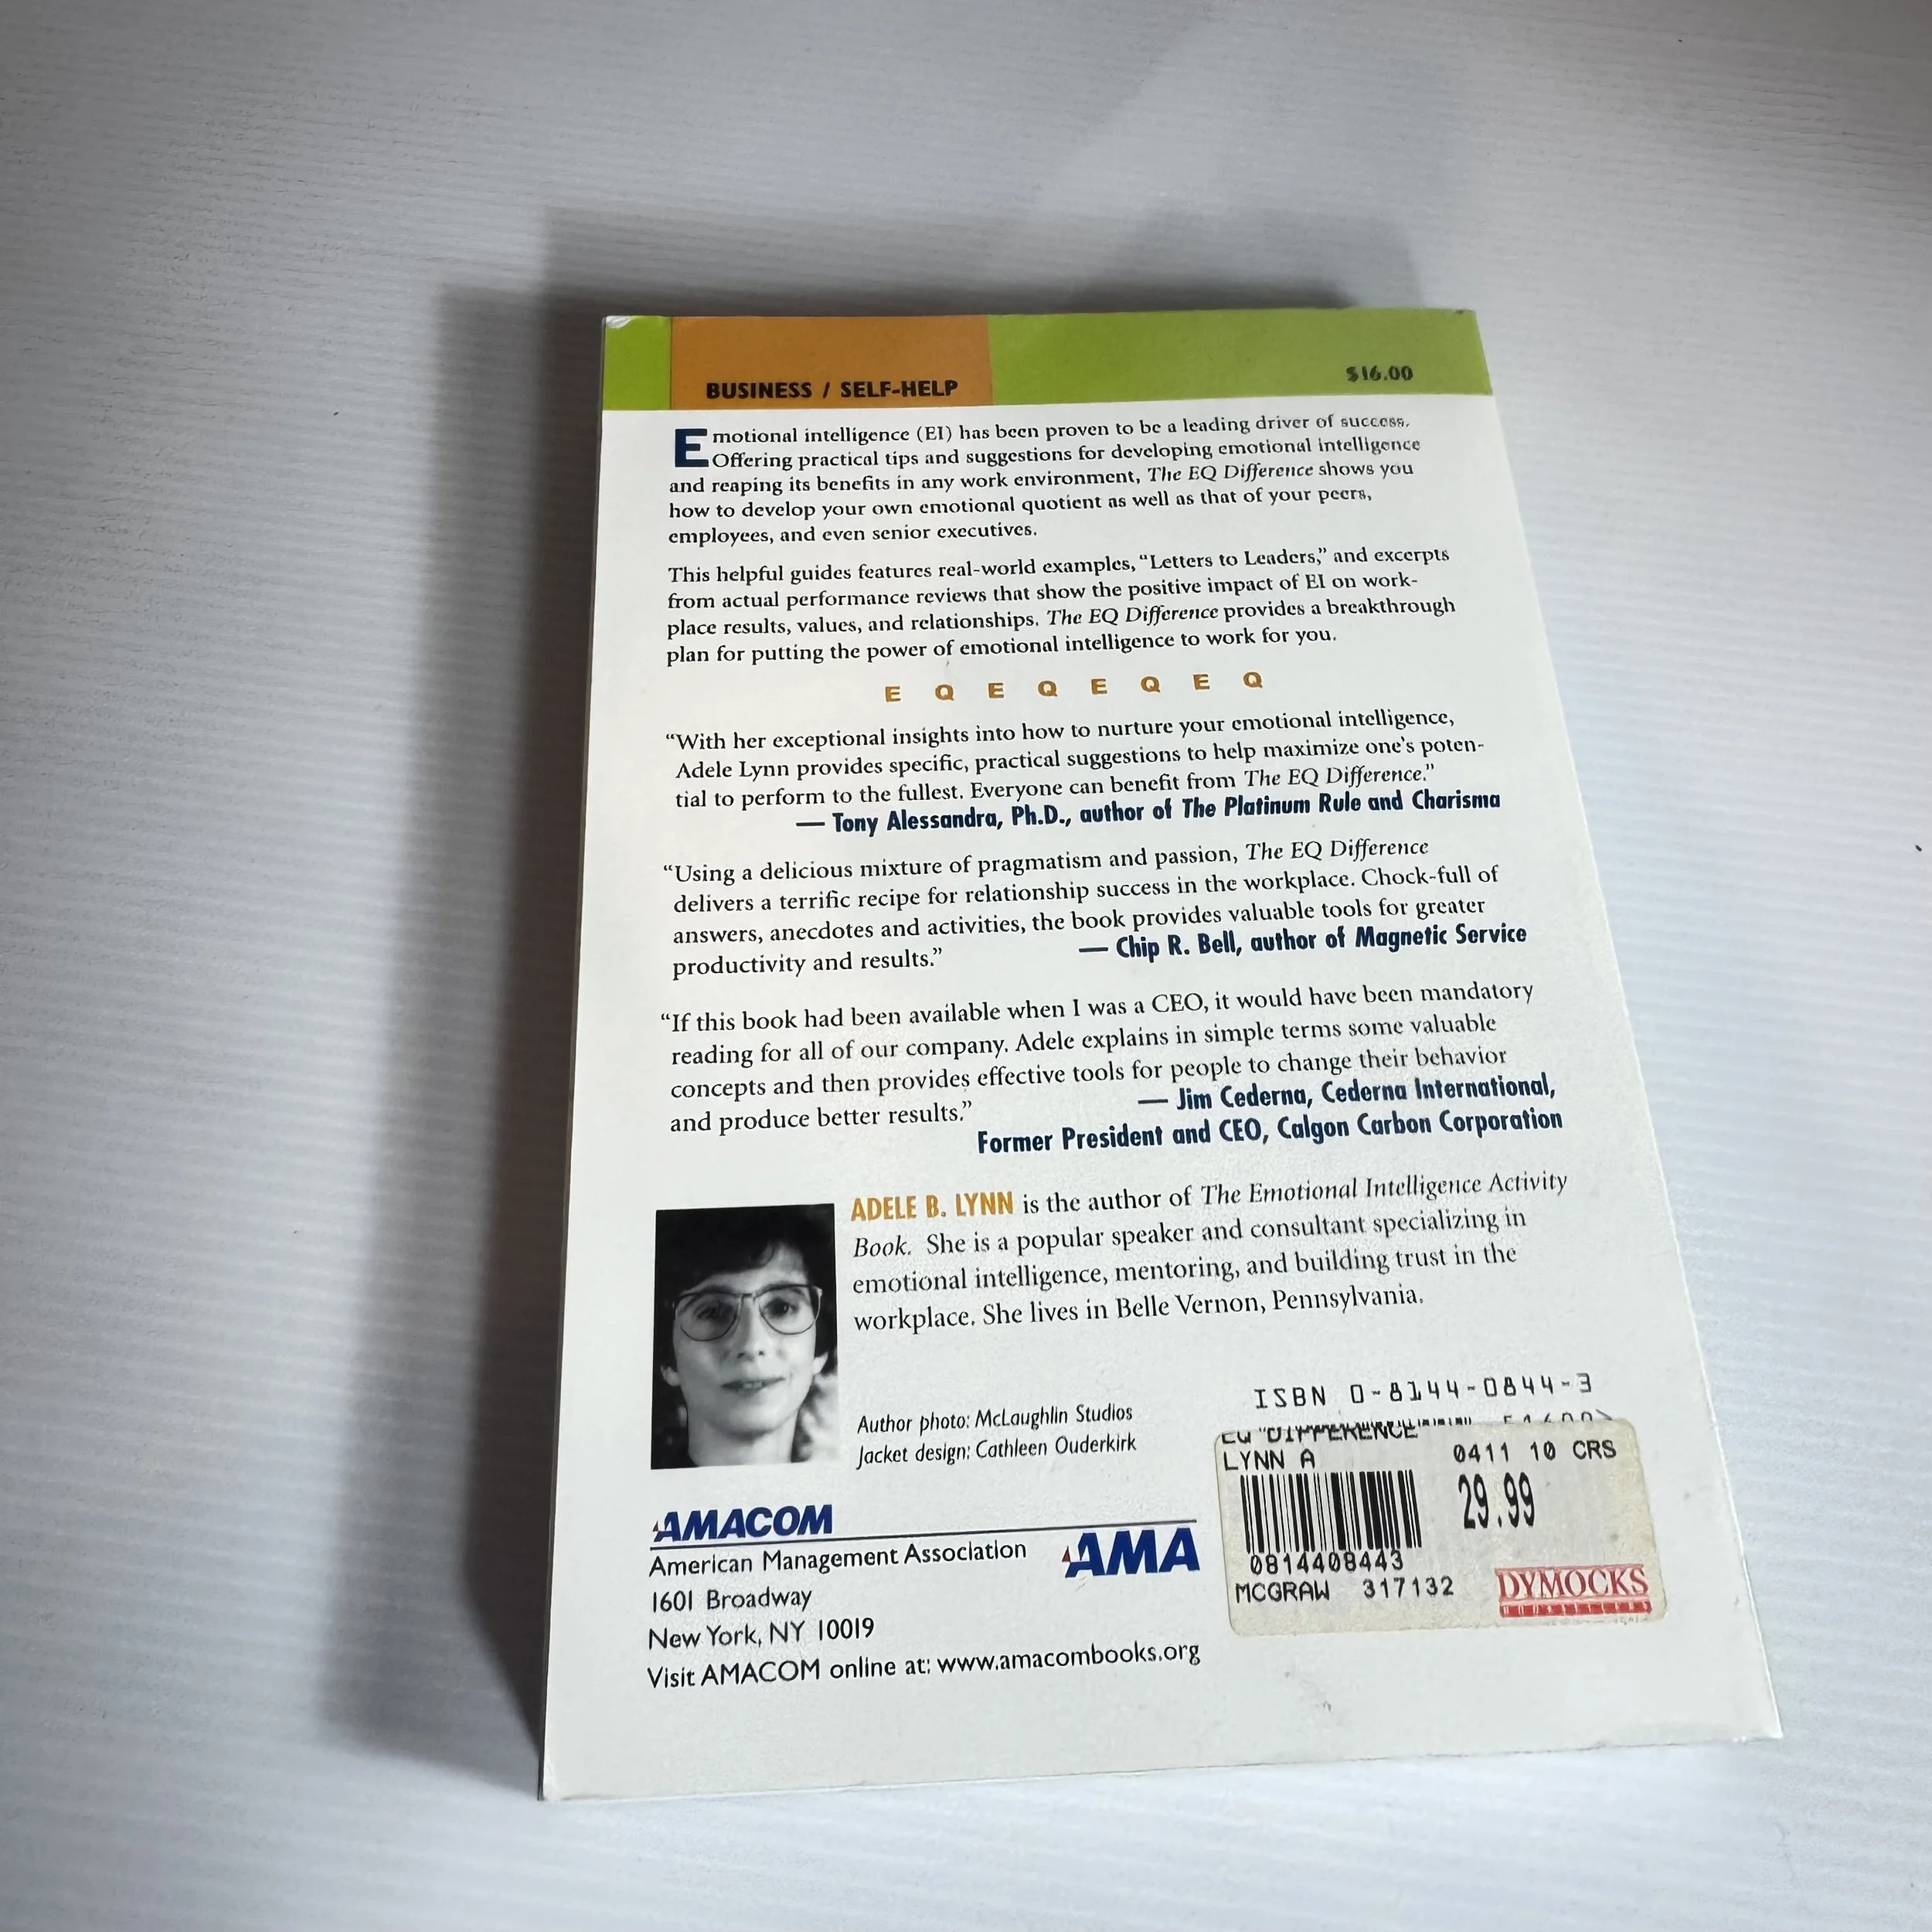 BUSINESS / SELF-HELP
$16.00
Emotional intelligence (EI) has been proven to be a leading driver of success.
Offering practical tips and suggestions for developing emotional intelligence
and reaping its benefits in any work environment, The EQ Difference shows you
how to develop your own emotional quotient as well as that of your peers,
employees, and even senior executives.
This helpful guides features real-world examples, “Letters to Leaders,” and excerpts
from actual performance reviews that show the positive impact of EI on work-
place results, values, and relationships. The EQ Difference provides a breakthrough
plan for putting the power of emotional intelligence to work for you.
E Q E Q E Q E Q
“With her exceptional insights into how to nurture your emotional intelligence,
Adele Lynn provides specific, practical suggestions to help maximize one’s poten-
tial to perform to the fullest. Everyone can benefit from The EQ Difference.”
— Tony Alessandra, Ph.D., author of The Platinum Rule and Charisma
“Using a delicious mixture of pragmatism and passion, The EQ Difference
delivers a terrific recipe for relationship success in the workplace. Chock-full of
answers, anecdotes and activities, the book provides valuable tools for greater
productivity and results.” — Chip R. Bell, author of Magnetic Service
“If this book had been available when I was a CEO, it would have been mandatory
reading for all of our company. Adele explains in simple terms some valuable
concepts and then provides effective tools for people to change their behavior
and produce better results.” — Jim Cederna, Cederna International,
Former President and CEO, Calgon Carbon Corporation
ADELE B. LYNN is the author of The Emotional Intelligence Activity
Book. She is a popular speaker and consultant specializing in
emotional intelligence, mentoring, and building trust in the
workplace. She lives in Belle Vernon, Pennsylvania.
Author photo: McLaughlin Studios
Jacket design: Cathleen Ouderkirk
AMACOM
American Management Association
AMA
1601 Broadway
New York, NY 10019
Visit AMACOM online at: www.amacombooks.org
ISBN 0-8144-0844-3
EQ DIFFERENCE
LYNN A 0411 10 CRS
29.99
0814408443
MCGRAW 317132
DYMOCKS